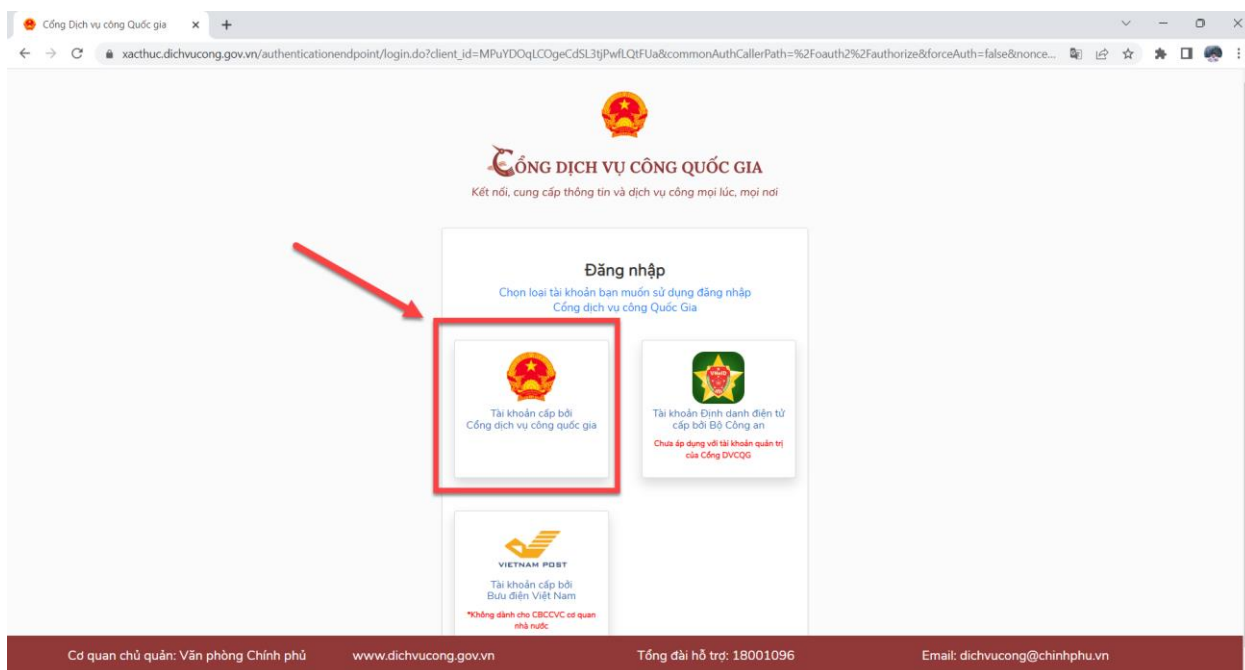 Cổng Dịch vụ công Quốc gia
xacthuc.dichvucong.gov.vn/authenticationendpoint/login.do?client_id=MPuYDOqLCOgeCdSL3tjPwfLQtFUa&commonAuthCallerPath=%2Foauth2%2Fauthorize&forceAuth=false&nonce...
CỔNG DỊCH VỤ CÔNG QUỐC GIA
Kết nối, cung cấp thông tin và dịch vụ công mọi lúc, mọi nơi
Đăng nhập
Chọn loại tài khoản bạn muốn sử dụng đăng nhập
Cổng dịch vụ công Quốc Gia
Tài khoản cấp bởi
Cổng dịch vụ công quốc gia
VNeID
Tài khoản Định danh điện tử
cấp bởi Bộ Công an
Chưa áp dụng với tài khoản quản trị
của Cổng DVCQG
VIETNAM POST
Tài khoản cấp bởi
Bưu điện Việt Nam
*Không dành cho CBCCVC cơ quan
nhà nước
Cơ quan chủ quản: Văn phòng Chính phủ www.dichvucong.gov.vn Tổng đài hỗ trợ: 18001096 Email: dichvucong@chinhphu.vn